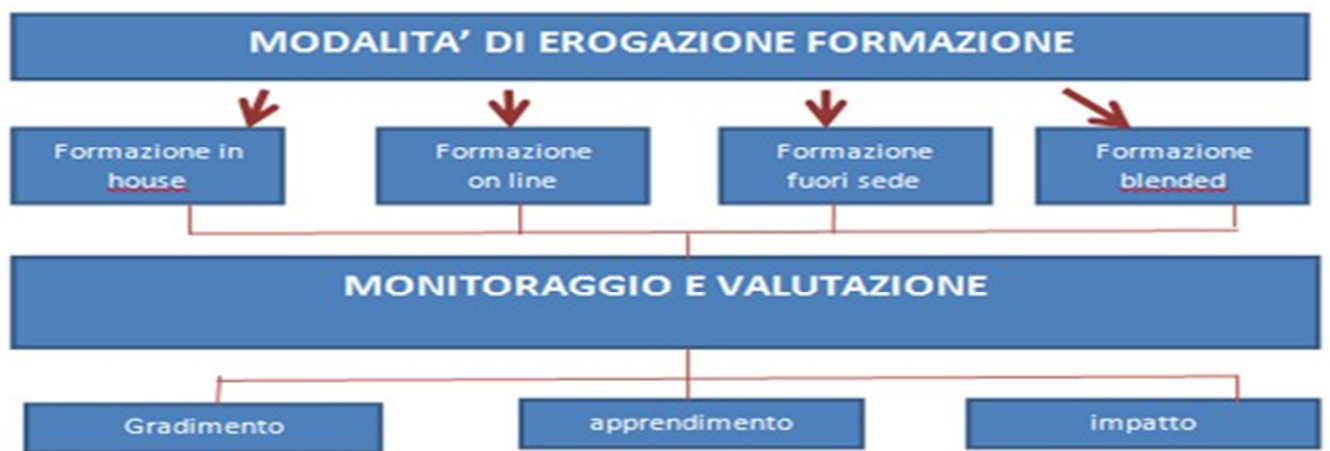 MODALITA’ DI EROGAZIONE FORMAZIONE
Formazione in
house
Formazione
on line
Formazione
fuori sede
Formazione
blended
MONITORAGGIO E VALUTAZIONE
Gradimento
apprendimento
impatto